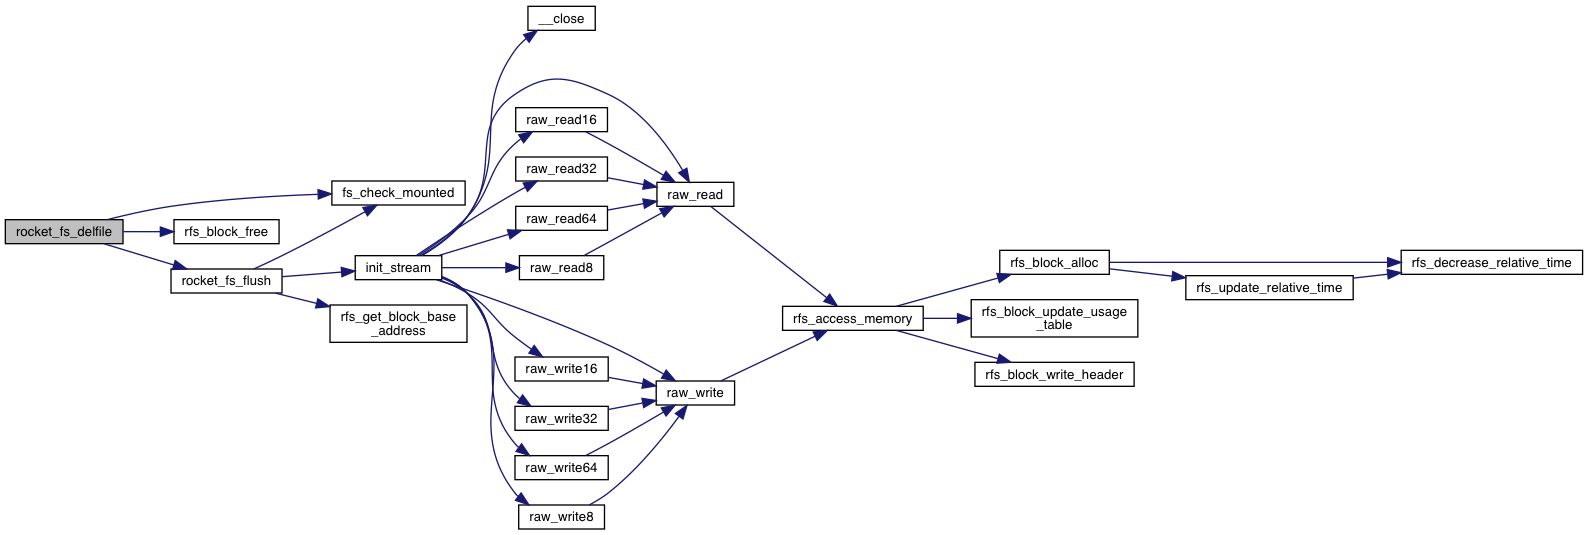 rocket_fs_delfile
fs_check_mounted
rfs_block_free
rocket_fs_flush
init_stream
rfs_get_block_base
_address
__close
raw_read16
raw_read32
raw_read64
raw_read8
raw_write16
raw_write32
raw_write64
raw_write8
raw_read
raw_write
rfs_access_memory
rfs_block_alloc
rfs_block_update_usage
_table
rfs_block_write_header
rfs_update_relative_time
rfs_decrease_relative_time